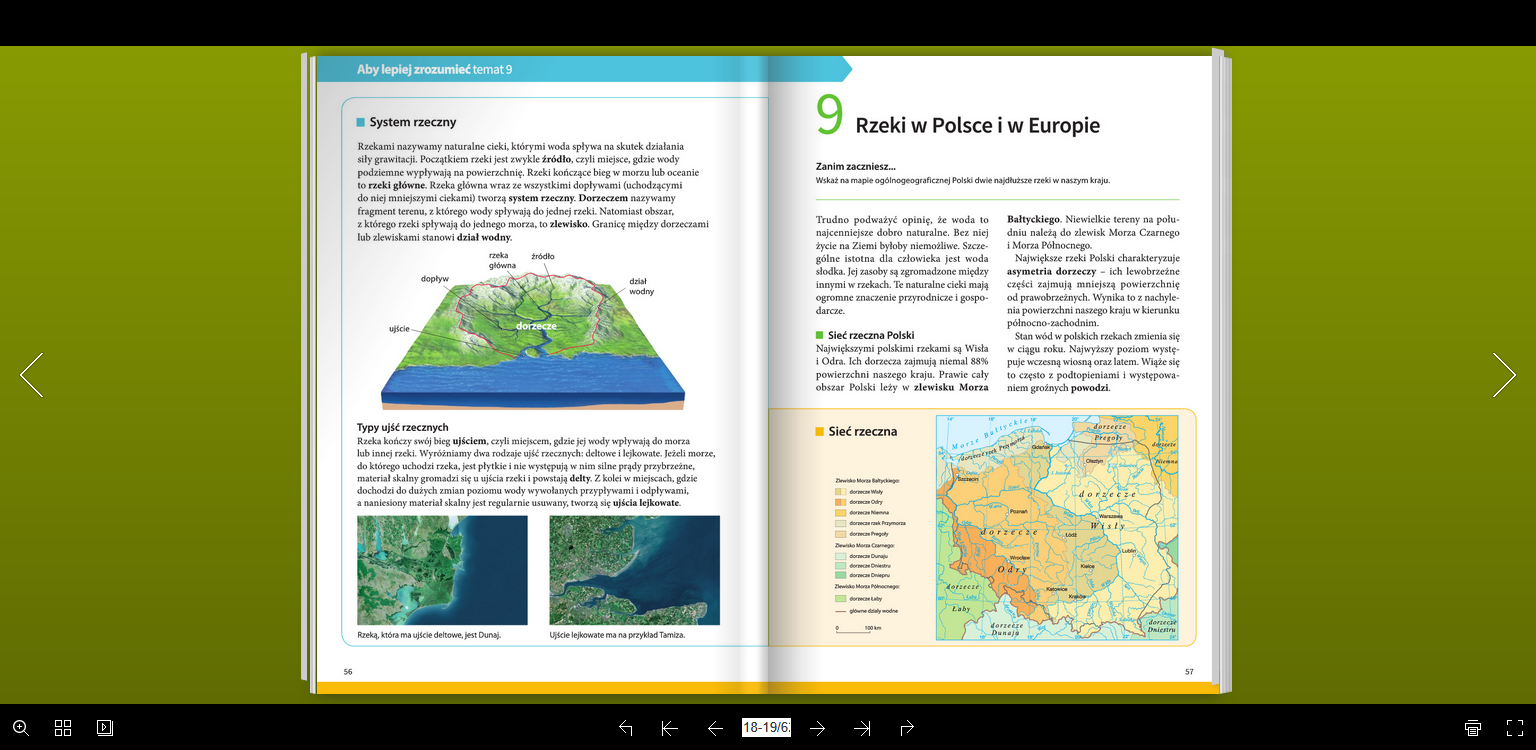 Aby lepiej zrozumieć temat 9
System rzeczny
Rzekami nazywamy naturalne cieki, którymi woda spływa na skutek działania
siły grawitacji. Początkiem rzeki jest zwykle źródło, czyli miejsce, gdzie wody
podziemne wypływają na powierzchnię. Rzeki kończące bieg w morzu lub oceanie
to rzeki główne. Rzeka główna wraz ze wszystkimi dopływami (uchodzącymi
do niej mniejszymi ciekami) tworzą system rzeczny. Dorzeczem nazywamy
fragment terenu, z którego wody spływają do jednej rzeki. Natomiast obszar,
z którego rzeki spływają do jednego morza, to zlewisko. Granicę między dorzeczami
lub zlewiskami stanowi dział wodny.
rzeka
główna
źródło
dopływ
dział
wodny
dorzecze
ujście
Typy ujść rzecznych
Rzeka kończy swój bieg ujściem, czyli miejscem, gdzie jej wody wpływają do morza
lub innej rzeki. Wyróżniamy dwa rodzaje ujść rzecznych: deltowe i lejkowate. Jeżeli morze,
do którego uchodzi rzeka, jest płytkie i nie występują w nim silne prądy przybrzeżne,
materiał skalny gromadzi się u ujścia rzeki i powstają delty. Z kolei w miejscach, gdzie
dochodzi do dużych zmian poziomu wody wywołanych przypływami i odpływami,
a naniesiony materiał skalny jest regularnie usuwany, tworzą się ujścia lejkowate.
Rzeką, która ma ujście deltowe, jest Dunaj.
Ujście lejkowate ma na przykład Tamiza.
56
9 Rzeki w Polsce i w Europie
Zanim zaczniesz...
Wskaż na mapie ogólnogeograficznej Polski dwie najdłuższe rzeki w naszym kraju.
Trudno podważyć opinię, że woda to
najcenniejsze dobro naturalne. Bez niej
życie na Ziemi byłoby niemożliwe. Szcze-
gólne istotna dla człowieka jest woda
słodka. Jej zasoby są zgromadzone między
innymi w rzekach. Te naturalne cieki mają
ogromne znaczenie przyrodnicze i gospo-
darcze.
Sieć rzeczna Polski
Największymi polskimi rzekami są Wisła
i Odra. Ich dorzecza zajmują niemal 88%
powierzchni naszego kraju. Prawie cały
obszar Polski leży w zlewisku Morza
Bałtyckiego. Niewielkie tereny na połu-
dniu należą do zlewisk Morza Czarnego
i Morza Północnego.
Największe rzeki Polski charakteryzuje
asymetria dorzeczy – ich lewobrzeżne
części zajmują mniejszą powierzchnię
od prawobrzeżnych. Wynika to z nachyle-
nia powierzchni naszego kraju w kierunku
północno-zachodnim.
Stan wód w polskich rzekach zmienia się
w ciągu roku. Najwyższy poziom wystę-
puje wczesną wiosną oraz latem. Wiąże się
to często z podtopieniami i występowa-
niem groźnych powodzi.
Sieć rzeczna
Zlewisko Morza Bałtyckiego:
dorzecze Wisły
dorzecze Odry
dorzecze Niemna
dorzecze rzek Przymorza
dorzecze Pregoły
Zlewisko Morza Czarnego:
dorzecze Dunaju
dorzecze Dniestru
dorzecze Dniepru
Zlewisko Morza Północnego:
dorzecze Łaby
główne działy wodne
0 100 km
Morze Bałtyckie
dorzecze rzek Przymorza
dorzecze
Pregoły
dorzecze
Niemna
Gdańsk
Olsztyn
Szczecin
dorzecze
Wisły
Poznań
Warszawa
Łódź
dorzecze
Odry
Wrocław
Lublin
Kielce
Katowice
Kraków
dorzecze
Łaby
dorzecze
Dunaju
dorzecze
Dniestru
57
18-19/6